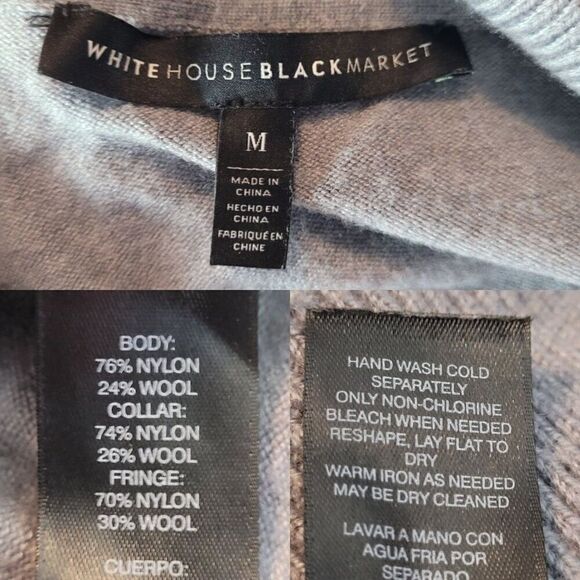 WHITE HOUSE BLACK MARKET
M
MADE IN
CHINA
HECHO EN
CHINA
FABRIQUÉ EN
CHINE
BODY:
76% NYLON
24% WOOL
COLLAR:
74% NYLON
26% WOOL
FRINGE:
70% NYLON
30% WOOL
CUERPO:
HAND WASH COLD
SEPARATELY
ONLY NON-CHLORINE
BLEACH WHEN NEEDED
RESHAPE, LAY FLAT TO
DRY
WARM IRON AS NEEDED
MAY BE DRY CLEANED
LAVAR A MANO CON
AGUA FRIA POR
SEPARADO